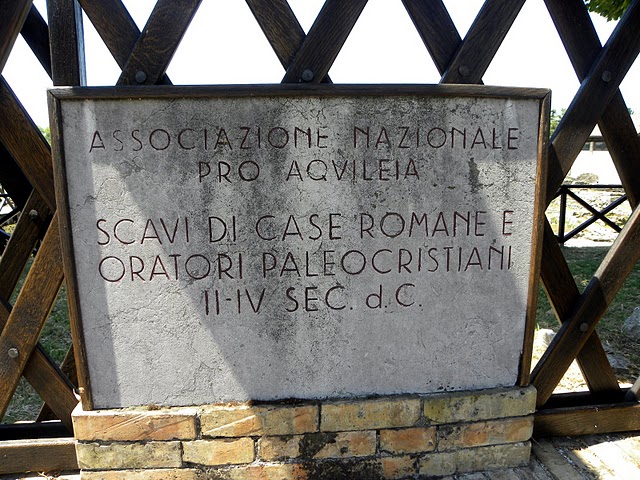 ASSOCIAZIONE NAZIONALE
PRO AQVILEIA
SCAVI DI CASE ROMANE E
ORATORI PALEOCRISTIANI
II-IV SEC. d.C.